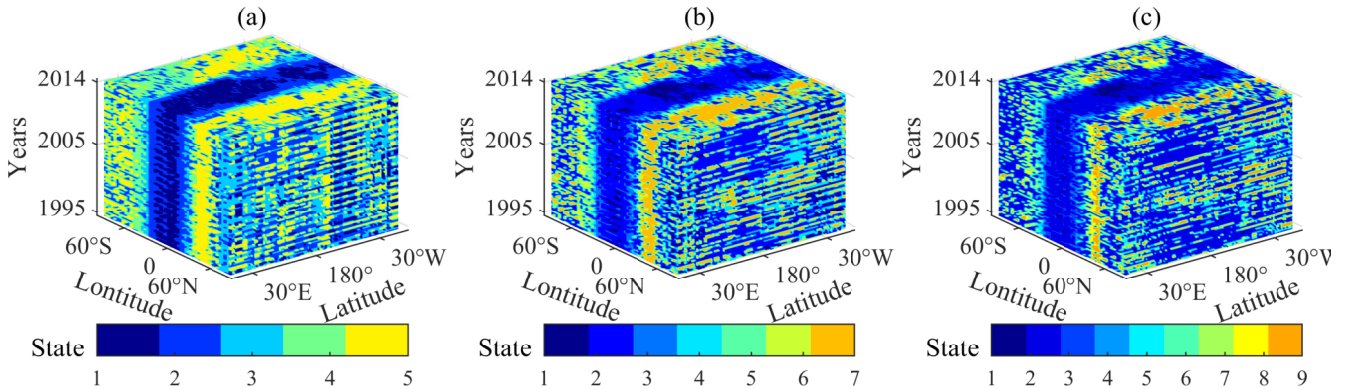 (a)
2014
2005
1995
Years
60°S
0
60°N
Lontitude
30°E
180°
30°W
Latitude
State
1 2 3 4 5
(b)
2014
2005
1995
Years
60°S
0
60°N
Lontitude
30°E
180°
30°W
Latitude
State
1 2 3 4 5 6 7
(c)
2014
2005
1995
Years
60°S
0
60°N
Lontitude
30°E
180°
30°W
Latitude
State
1 2 3 4 5 6 7 8 9